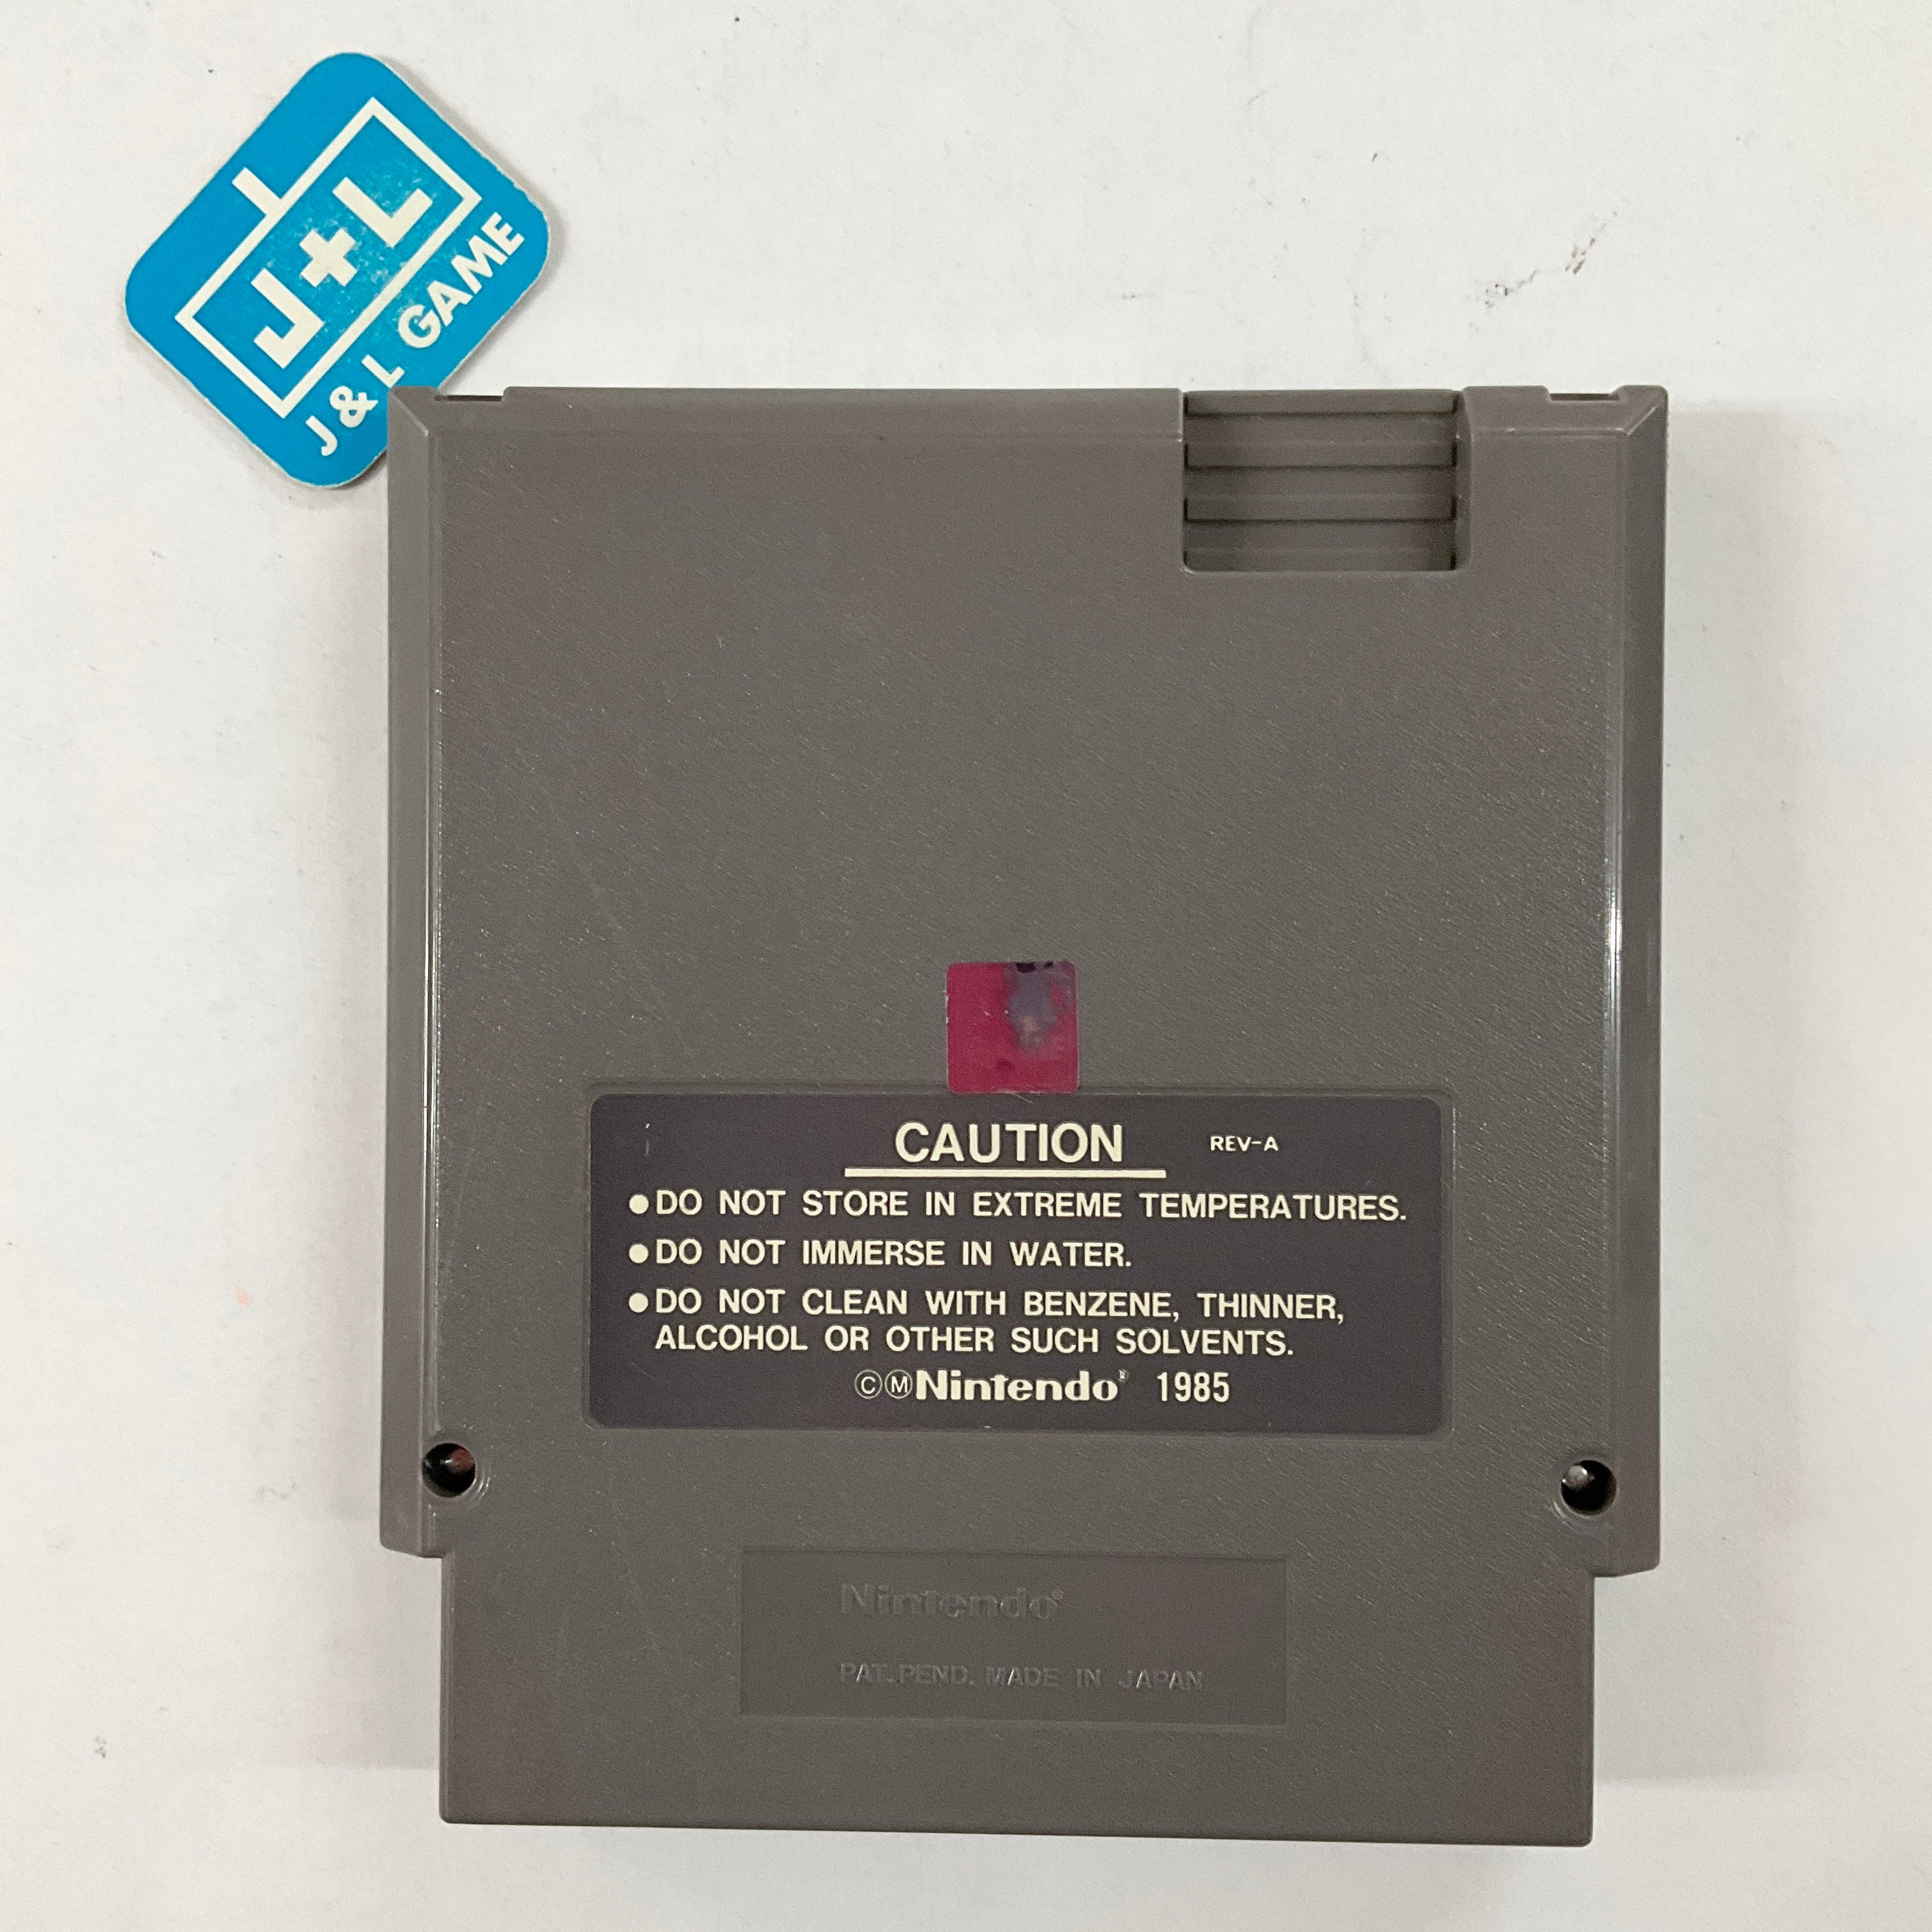 J+L
J & L GAME
CAUTION REV-A
●DO NOT STORE IN EXTREME TEMPERATURES.
●DO NOT IMMERSE IN WATER.
●DO NOT CLEAN WITH BENZENE, THINNER,
ALCOHOL OR OTHER SUCH SOLVENTS.
©ⓂNintendo® 1985
Nintendo®
PAT.PEND. MADE IN JAPAN